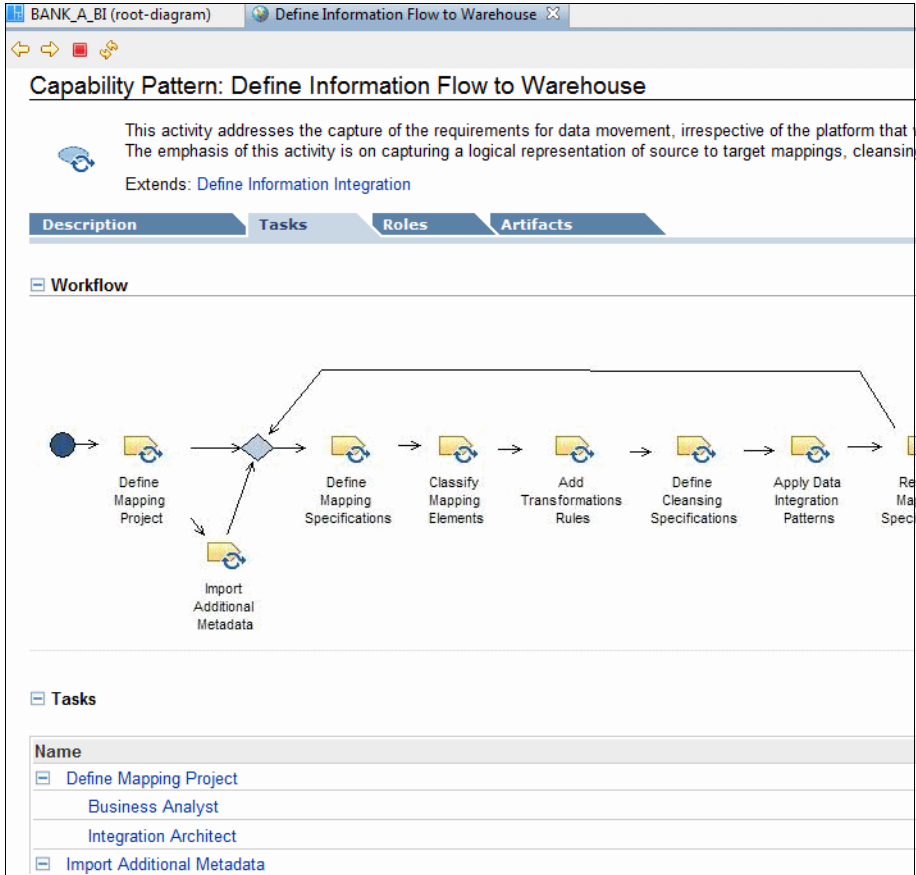 BANK_A_BI (root-diagram)
Define Information Flow to Warehouse
Capability Pattern: Define Information Flow to Warehouse
This activity addresses the capture of the requirements for data movement, irrespective of the platform that
The emphasis of this activity is on capturing a logical representation of source to target mappings, cleansin
Extends: Define Information Integration
Description
Tasks
Roles
Artifacts
Workflow
Define
Mapping
Project
Import
Additional
Metadata
Define
Mapping
Specifications
Classify
Mapping
Elements
Add
Transformations
Rules
Define
Cleansing
Specifications
Apply Data
Integration
Patterns
Re
Ma
Spec
Tasks
Name
Define Mapping Project
Business Analyst
Integration Architect
Import Additional Metadata